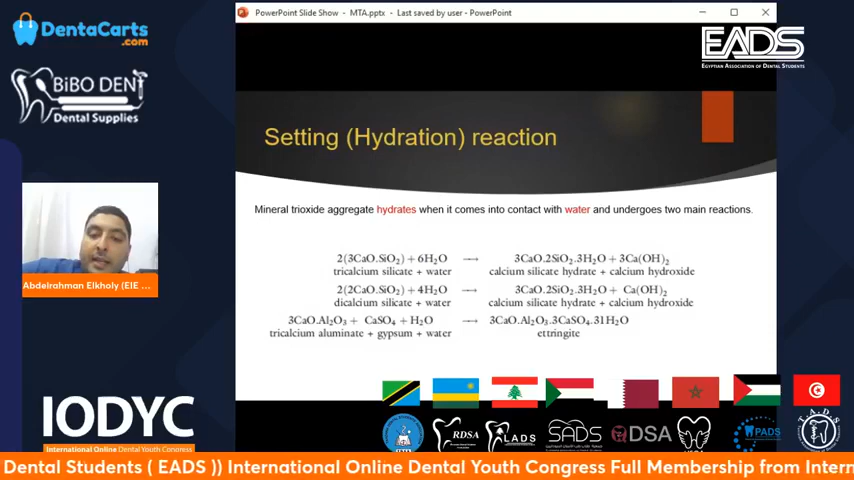 PowerPoint Slide Show - MTA.pptx - Last saved by user - PowerPoint
DentaCarts
.com
BiBO DENT
Dental Supplies
EADS
EGYPTIAN ASSOCIATION OF DENTAL STUDENTS
Setting (Hydration) reaction
Mineral trioxide aggregate hydrates when it comes into contact with water and undergoes two main reactions.
2(3CaO.SiO₂) + 6H₂O → 3CaO.2SiO₂.3H₂O + 3Ca(OH)₂
tricalcium silicate + water calcium silicate hydrate + calcium hydroxide
2(2CaO.SiO₂) + 4H₂O → 3CaO.2SiO₂.3H₂O + Ca(OH)₂
dicalcium silicate + water calcium silicate hydrate + calcium hydroxide
3CaO.Al₂O₃ + CaSO₄ + H₂O → 3CaO.Al₂O₃.3CaSO₄.31H₂O
tricalcium aluminate + gypsum + water ettringite
Abdelrahman Elkholy (EIE ...
IODYC
International Online Dental Youth Congress
RDSA
LADS
SADS
QDSA
PADS
T.A.D.S
Dental Students ( EADS )) International Online Dental Youth Congress Full Membership from Intern